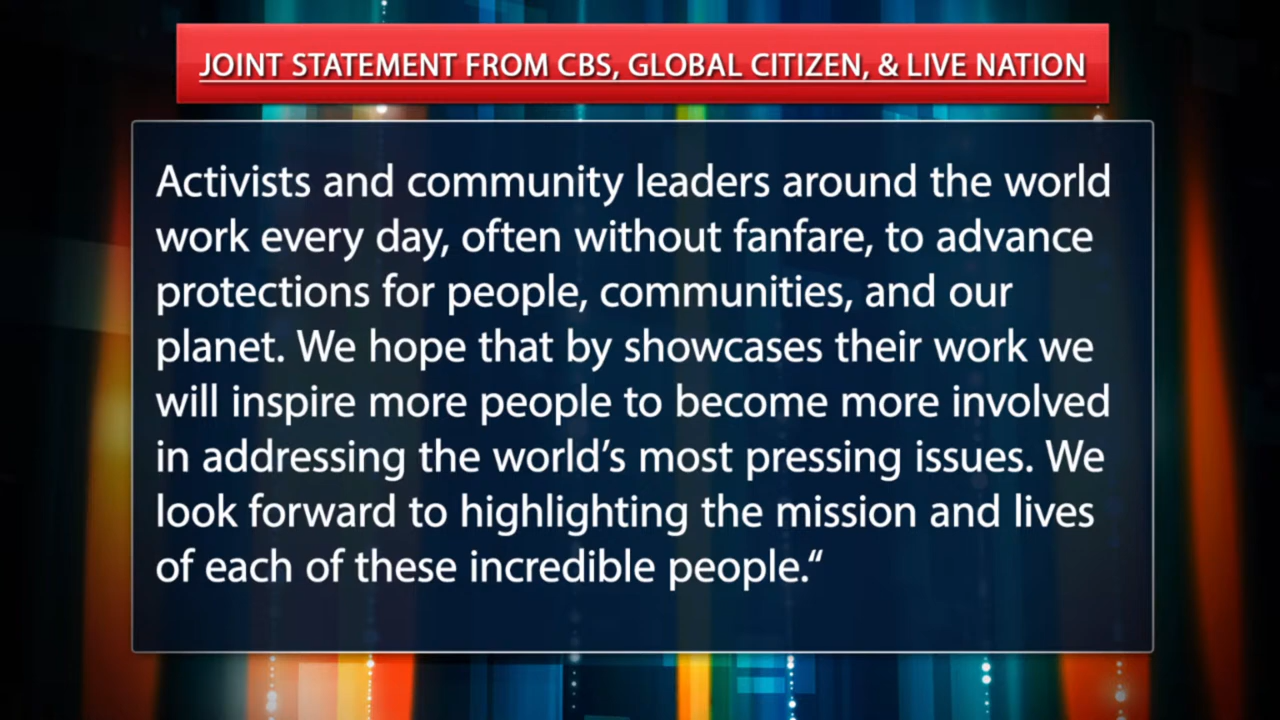 JOINT STATEMENT FROM CBS, GLOBAL CITIZEN, & LIVE NATION
Activists and community leaders around the world
work every day, often without fanfare, to advance
protections for people, communities, and our
planet. We hope that by showcases their work we
will inspire more people to become more involved
in addressing the world’s most pressing issues. We
look forward to highlighting the mission and lives
of each of these incredible people.“